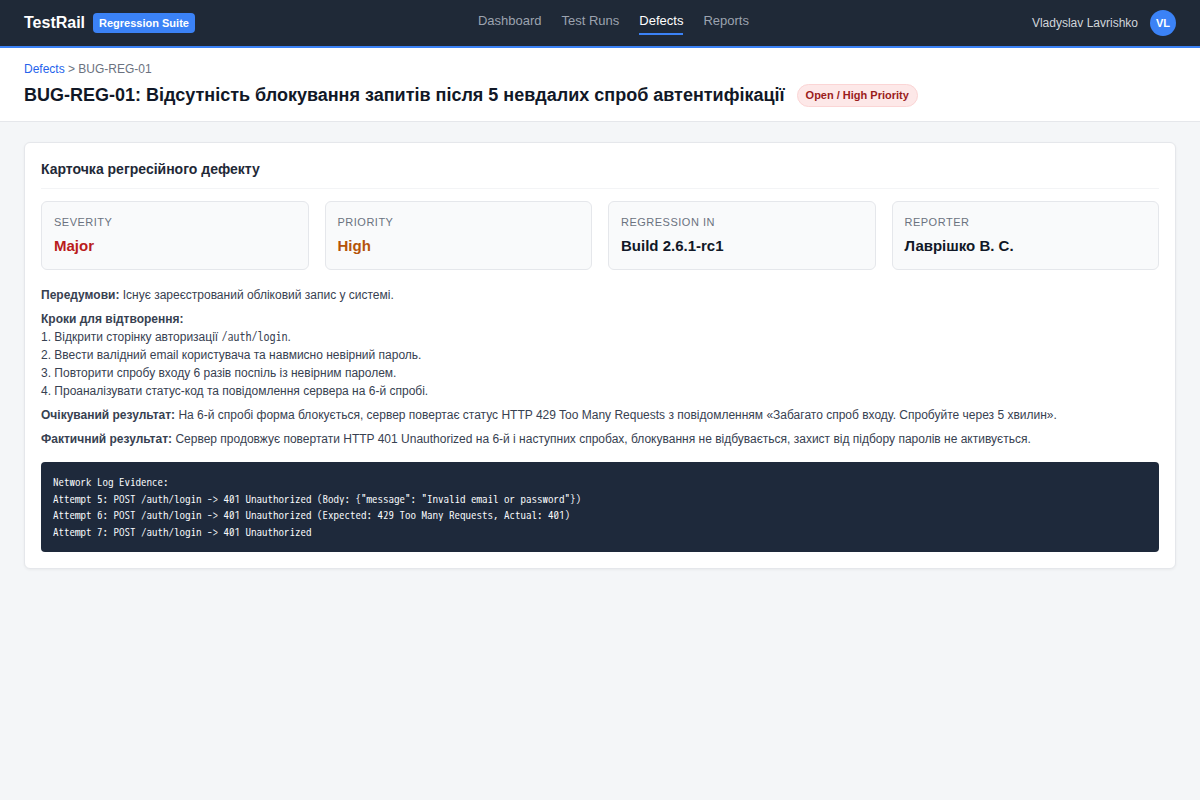 TestRail Regression Suite Dashboard Test Runs Defects Reports Vladyslav Lavrishko VL
Defects > BUG-REG-01
BUG-REG-01: Відсутність блокування запитів після 5 невдалих спроб автентифікації Open / High Priority
Карточка регресійного дефекту
SEVERITY PRIORITY REGRESSION IN REPORTER
Major High Build 2.6.1-rc1 Лаврішко В. С.
Передумови: Існує зареєстрований обліковий запис у системі.
Кроки для відтворення:
1. Відкрити сторінку авторизації /auth/login.
2. Ввести валідний email користувача та навмисно невірний пароль.
3. Повторити спробу входу 6 разів поспіль із невірним паролем.
4. Проаналізувати статус-код та повідомлення сервера на 6-й спробі.
Очікуваний результат: На 6-й спробі форма блокується, сервер повертає статус HTTP 429 Too Many Requests з повідомленням «Забагато спроб входу. Спробуйте через 5 хвилин».
Фактичний результат: Сервер продовжує повертати HTTP 401 Unauthorized на 6-й і наступних спробах, блокування не відбувається, захист від підбору паролів не активується.
Network Log Evidence:
Attempt 5: POST /auth/login -> 401 Unauthorized (Body: {"message": "Invalid email or password"})
Attempt 6: POST /auth/login -> 401 Unauthorized (Expected: 429 Too Many Requests, Actual: 401)
Attempt 7: POST /auth/login -> 401 Unauthorized